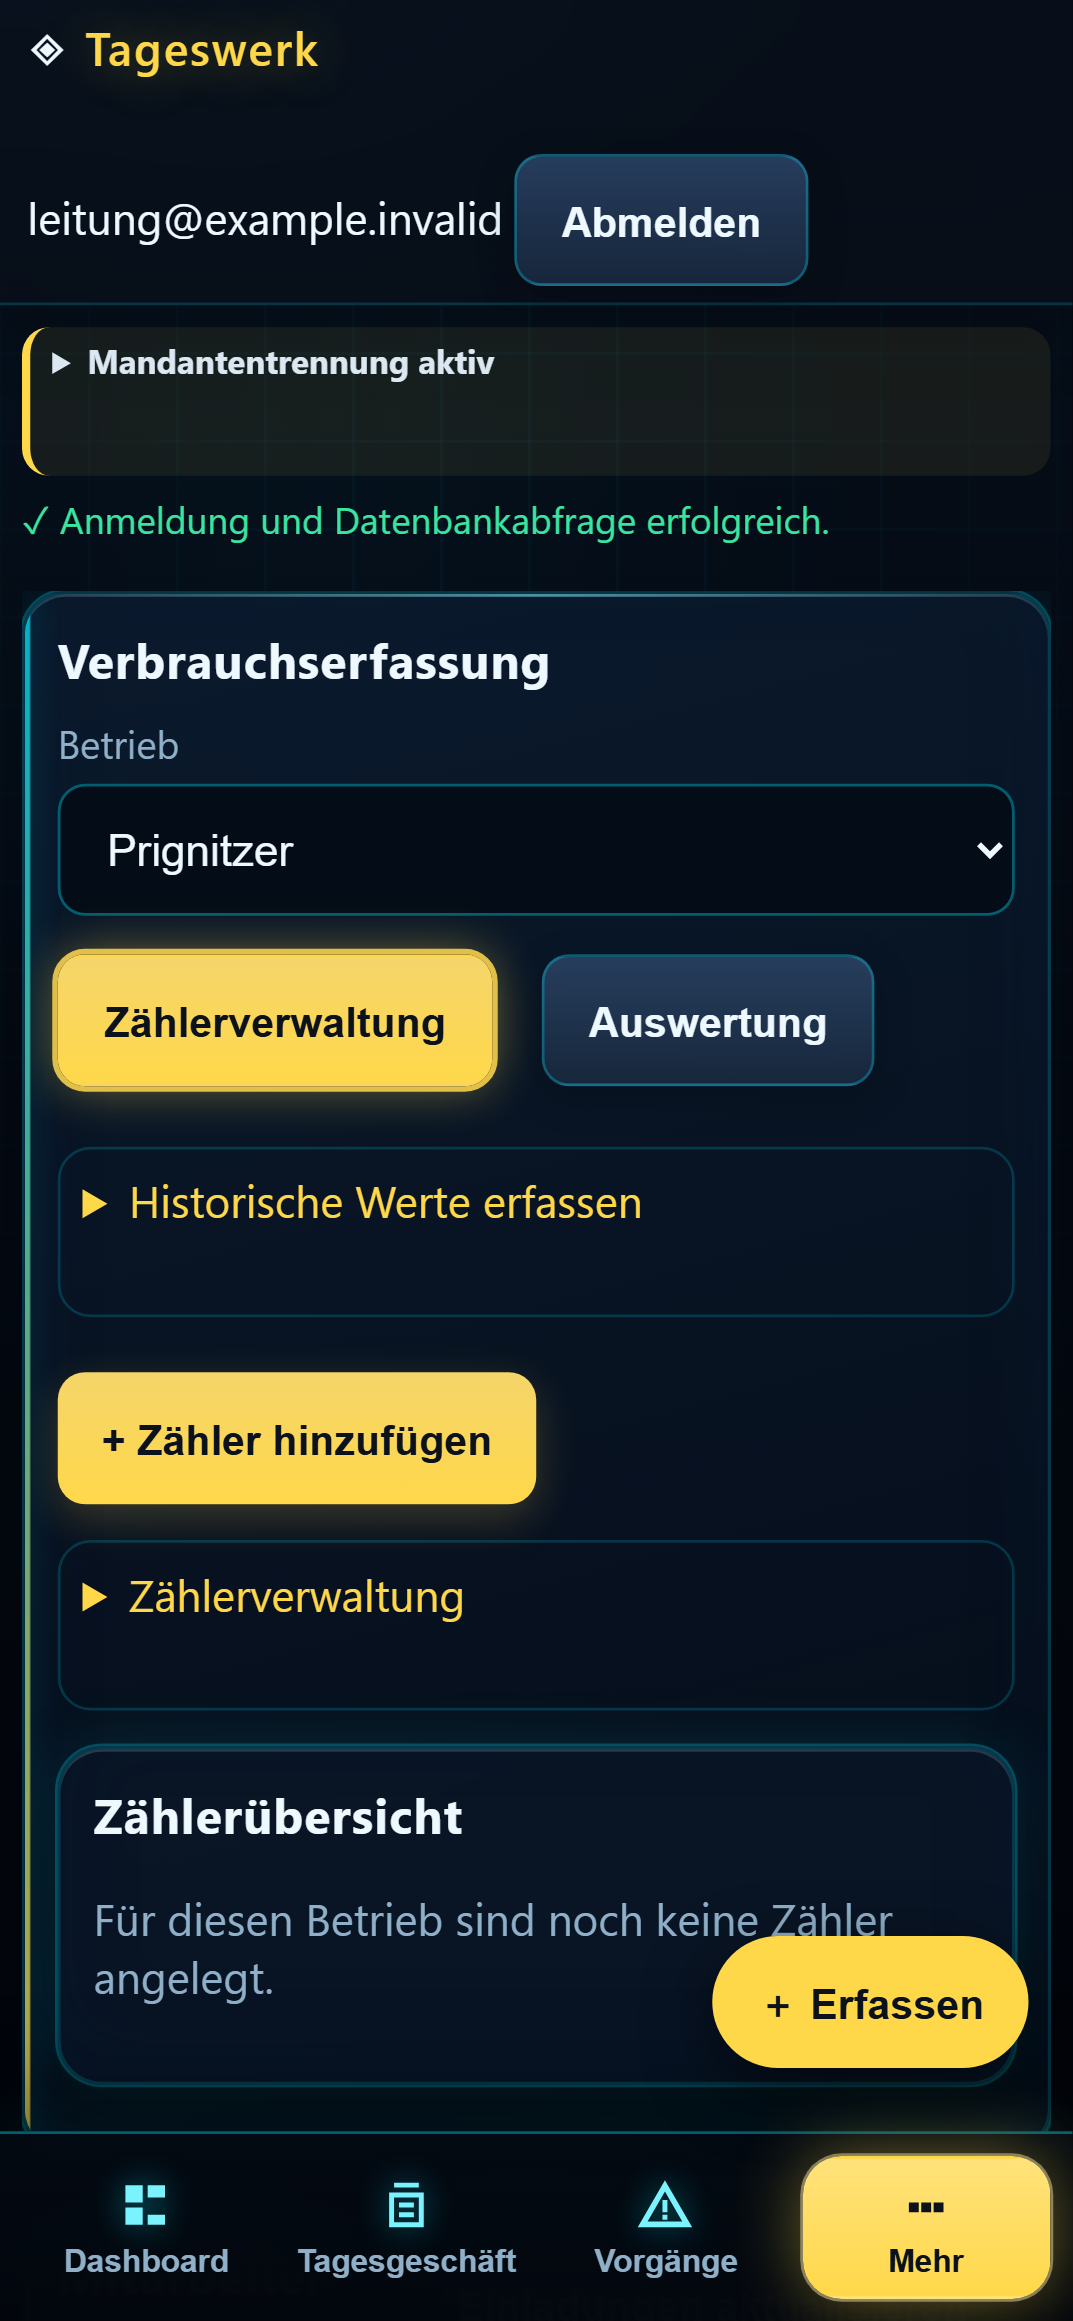 Tageswerk
leitung@example.invalid
Abmelden
▶ Mandantentrennung aktiv
✓ Anmeldung und Datenbankabfrage erfolgreich.
Verbrauchserfassung
Betrieb
Prignitzer
Zählerverwaltung
Auswertung
▶ Historische Werte erfassen
+ Zähler hinzufügen
▶ Zählerverwaltung
Zählerübersicht
Für diesen Betrieb sind noch keine Zähler
angelegt.
+ Erfassen
Dashboard
Tagesgeschäft
Vorgänge
Mehr